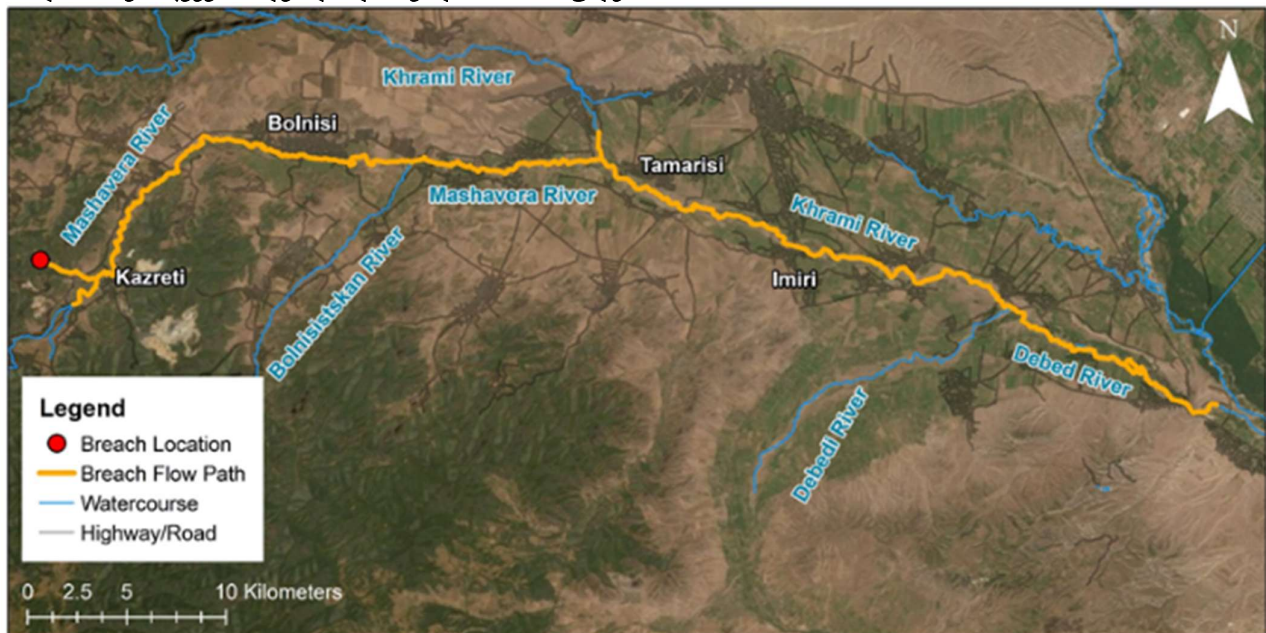 N
Khrami River
Bolnisi
Mashavera River
Tamarisi
Mashavera River
Khrami River
Kazreti
Imiri
Bolnisistskan River
Debed River
Debedi River
Legend
Breach Location
Breach Flow Path
Watercourse
Highway/Road
0 2.5 5 10 Kilometers